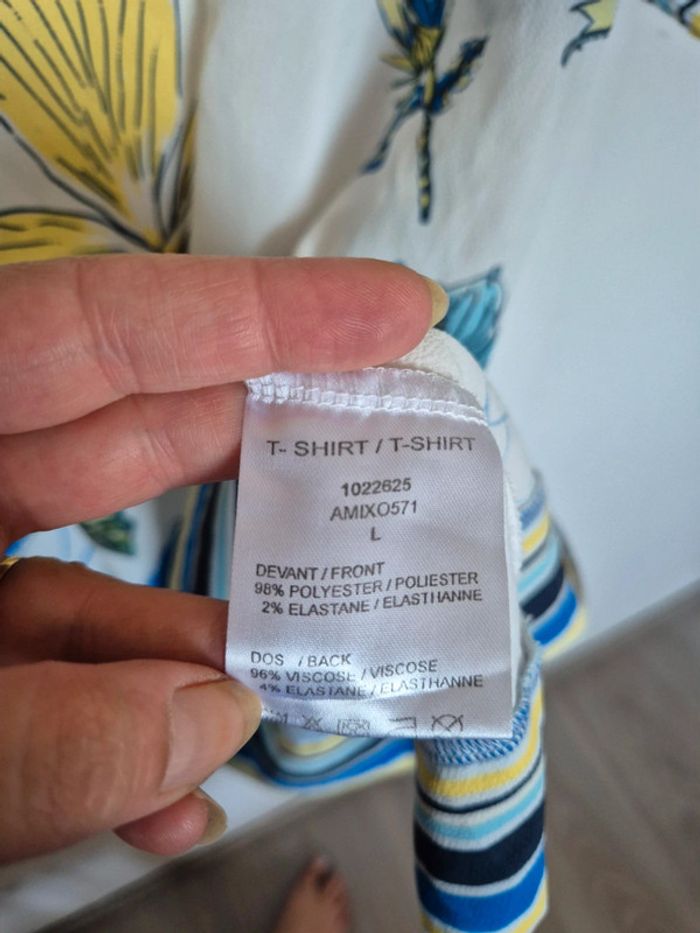 T- SHIRT / T-SHIRT
1022625
AMIXO571
L
DEVANT / FRONT
98% POLYESTER / POLIESTER
2% ELASTANE / ELASTHANNE
DOS / BACK
96% VISCOSE / VISCOSE
4% ELASTANE / ELASTHANNE